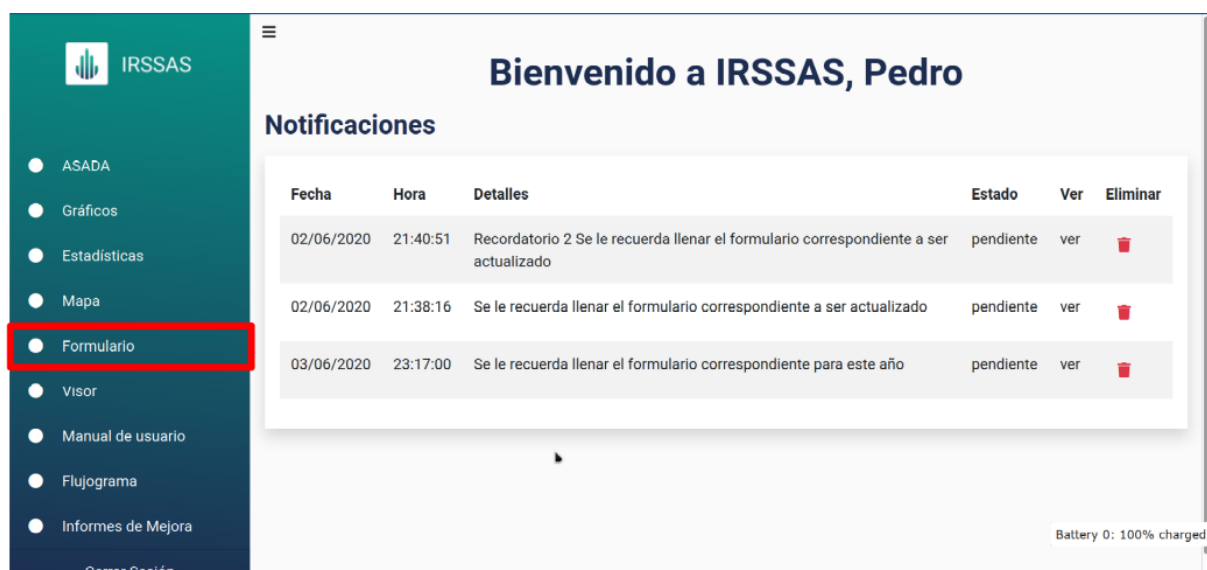 IRSSAS
Bienvenido a IRSSAS, Pedro
Notificaciones
ASADA
Gráficos
Estadísticas
Mapa
Formulario
Visor
Manual de usuario
Flujograma
Informes de Mejora
Cerrar Sesión
Fecha Hora Detalles Estado Ver Eliminar
02/06/2020 21:40:51 Recordatorio 2 Se le recuerda llenar el formulario correspondiente a ser pendiente ver
actualizado
02/06/2020 21:38:16 Se le recuerda llenar el formulario correspondiente a ser actualizado pendiente ver
03/06/2020 23:17:00 Se le recuerda llenar el formulario correspondiente para este año pendiente ver
Battery 0: 100% charged